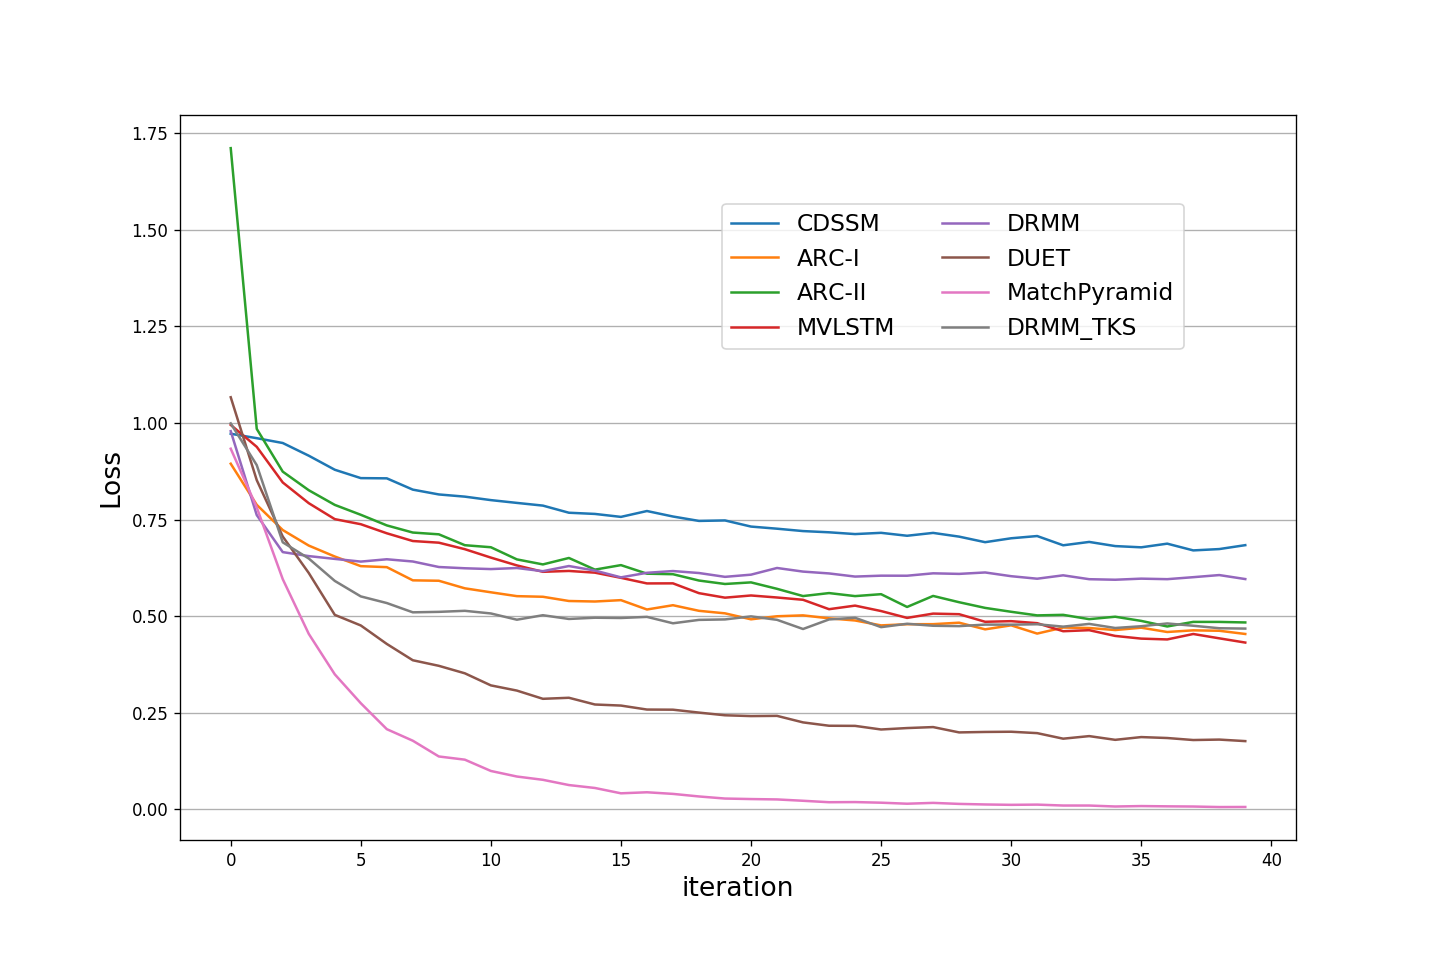 1.75
1.50
1.25
1.00
0.75
0.50
0.25
0.00
Loss
CDSSM
ARC-I
ARC-II
MVLSTM
DRMM
DUET
MatchPyramid
DRMM_TKS
0 5 10 15 20 25 30 35 40
iteration